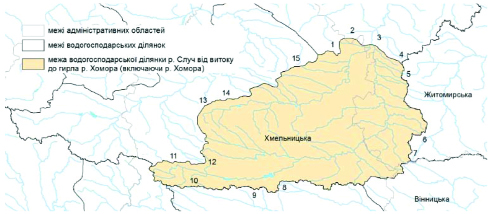 межі адміністративних областей
межі водогосподарських ділянок
межа водогосподарської ділянки р. Случ від витоку
до гирла р. Хомора (включаючи р. Хомора)
1
2
3
4
5
15
14
13
Житомирська
Хмельницька
6
7
11
12
10
9
8
Вінницька